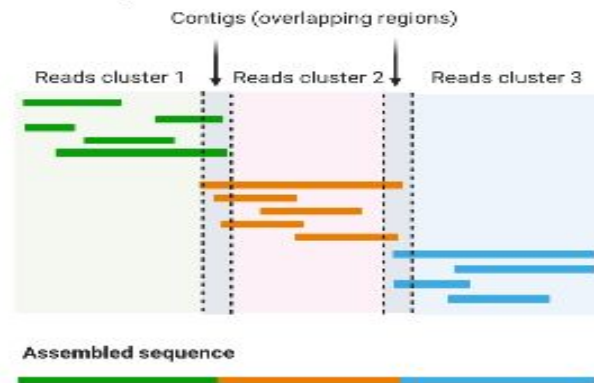 Contigs (overlapping regions)
Reads cluster 1
Reads cluster 2
Reads cluster 3
Assembled sequence